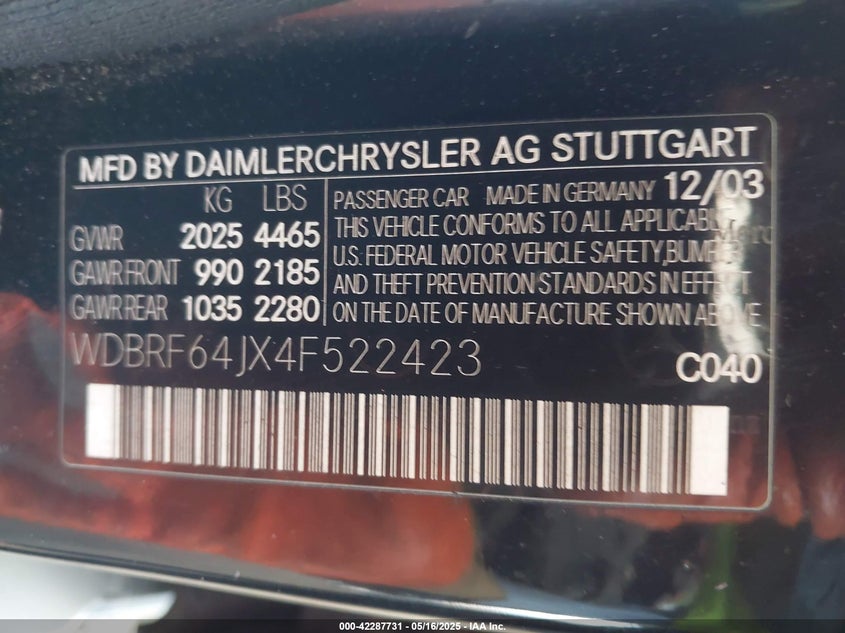 MFD BY DAIMLERCHRYSLER AG STUTTGART
KG LBS
GVWR 2025 4465
GAWR FRONT 990 2185
GAWR REAR 1035 2280
PASSENGER CAR MADE IN GERMANY 12/03
THIS VEHICLE CONFORMS TO ALL APPLICABLE
U.S. FEDERAL MOTOR VEHICLE SAFETY, BUMPER
AND THEFT PREVENTION STANDARDS IN EFFECT
ON THE DATE OF MANUFACTURE SHOWN ABOVE
WDBRF64JX4F522423 C040
000-42287731 - 05/16/2025 - IAA Inc.